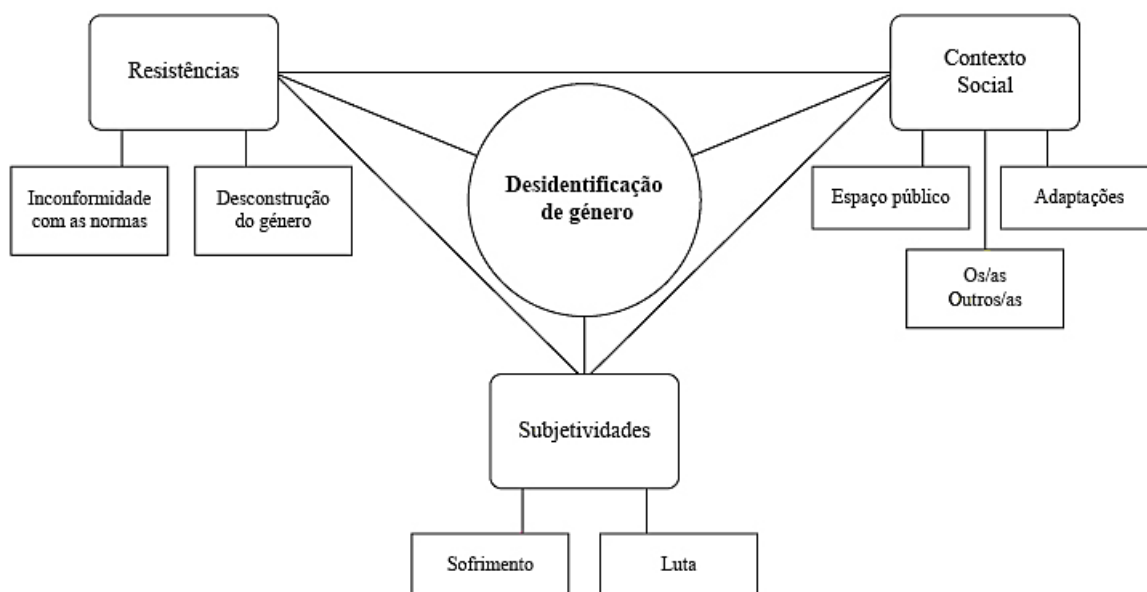 Resistências
Contexto
Social
Desidentificação
de género
Inconformidade
com as normas
Desconstrução
do género
Espaço público
Adaptações
Os/as
Outros/as
Subjetividades
Sofrimento
Luta